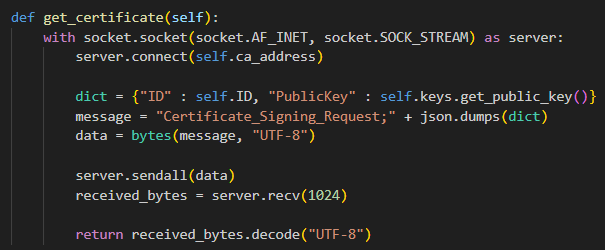 def get_certificate(self):
    with socket.socket(socket.AF_INET, socket.SOCK_STREAM) as server:
        server.connect(self.ca_address)

        dict = {"ID" : self.ID, "PublicKey" : self.keys.get_public_key()}
        message = "Certificate_Signing_Request;" + json.dumps(dict)
        data = bytes(message, "UTF-8")

        server.sendall(data)
        received_bytes = server.recv(1024)

        return received_bytes.decode("UTF-8")